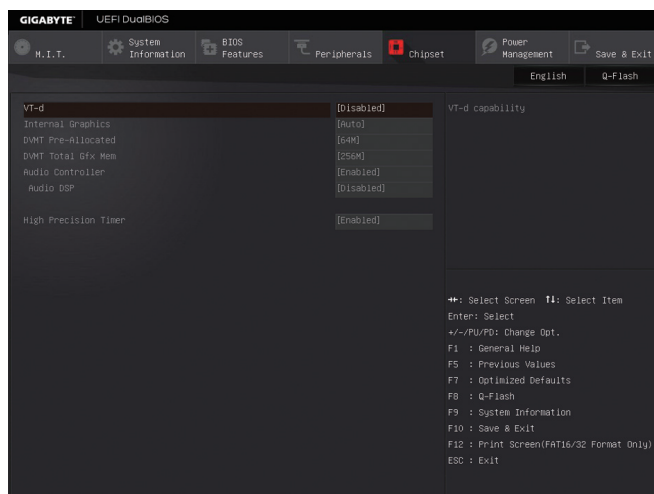 GIGABYTE™ UEFI DualBIOS
M.I.T.
System Information
BIOS Features
Peripherals
Chipset
Power Management
Save & Exit
English Q-Flash
VT-d [Disabled]
Internal Graphics [Auto]
DVMT Pre-Allocated [64M]
DVMT Total Gfx Mem [256M]
Audio Controller [Enabled]
Audio DSP [Disabled]
High Precision Timer [Enabled]
VT-d capability
→←: Select Screen ↑↓: Select Item
Enter: Select
+/-/PU/PD: Change Opt.
F1 : General Help
F5 : Previous Values
F7 : Optimized Defaults
F8 : Q-Flash
F9 : System Information
F10 : Save & Exit
F12 : Print Screen(FAT16/32 Format Only)
ESC : Exit